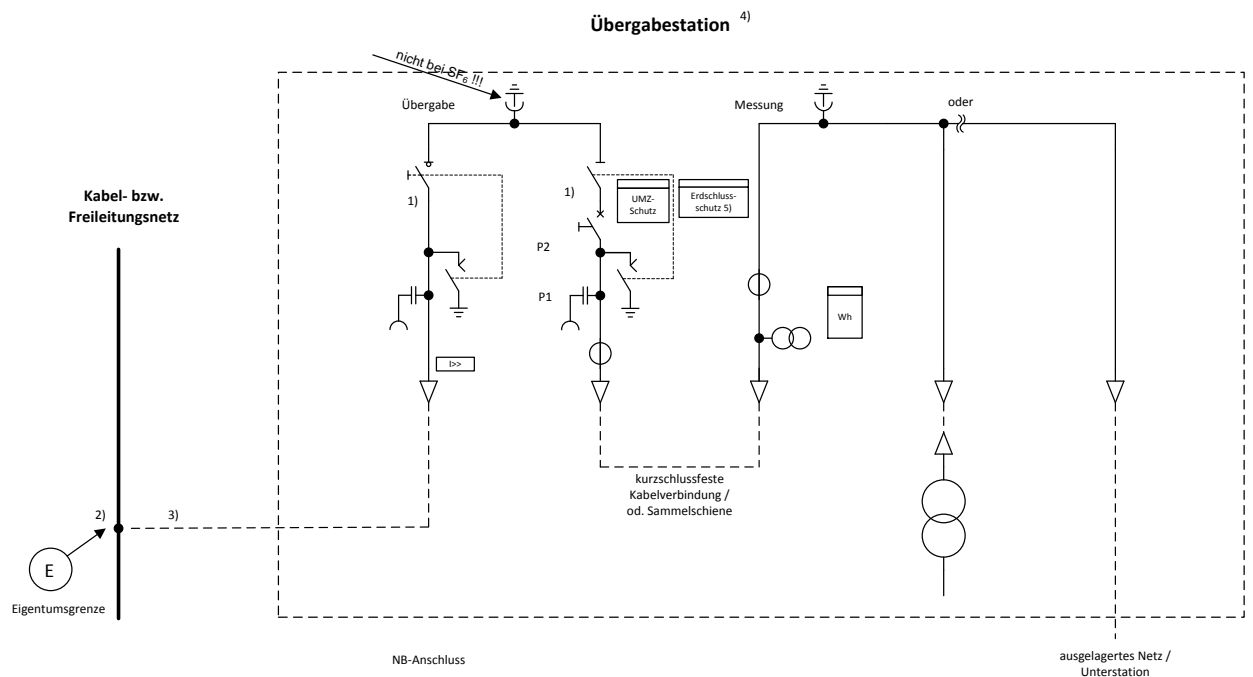 Übergabestation 4)
nicht bei SF₆ !!!
Übergabe
Messung
oder
Kabel- bzw.
Freileitungsnetz
1)
1)
UMZ-
Schutz
Erdschluss-
schutz 5)
P2
P1
Wh
I>>
kurzschlussfeste
Kabelverbindung /
od. Sammelschiene
2)
3)
E
Eigentumsgrenze
NB-Anschluss
ausgelagertes Netz /
Unterstation